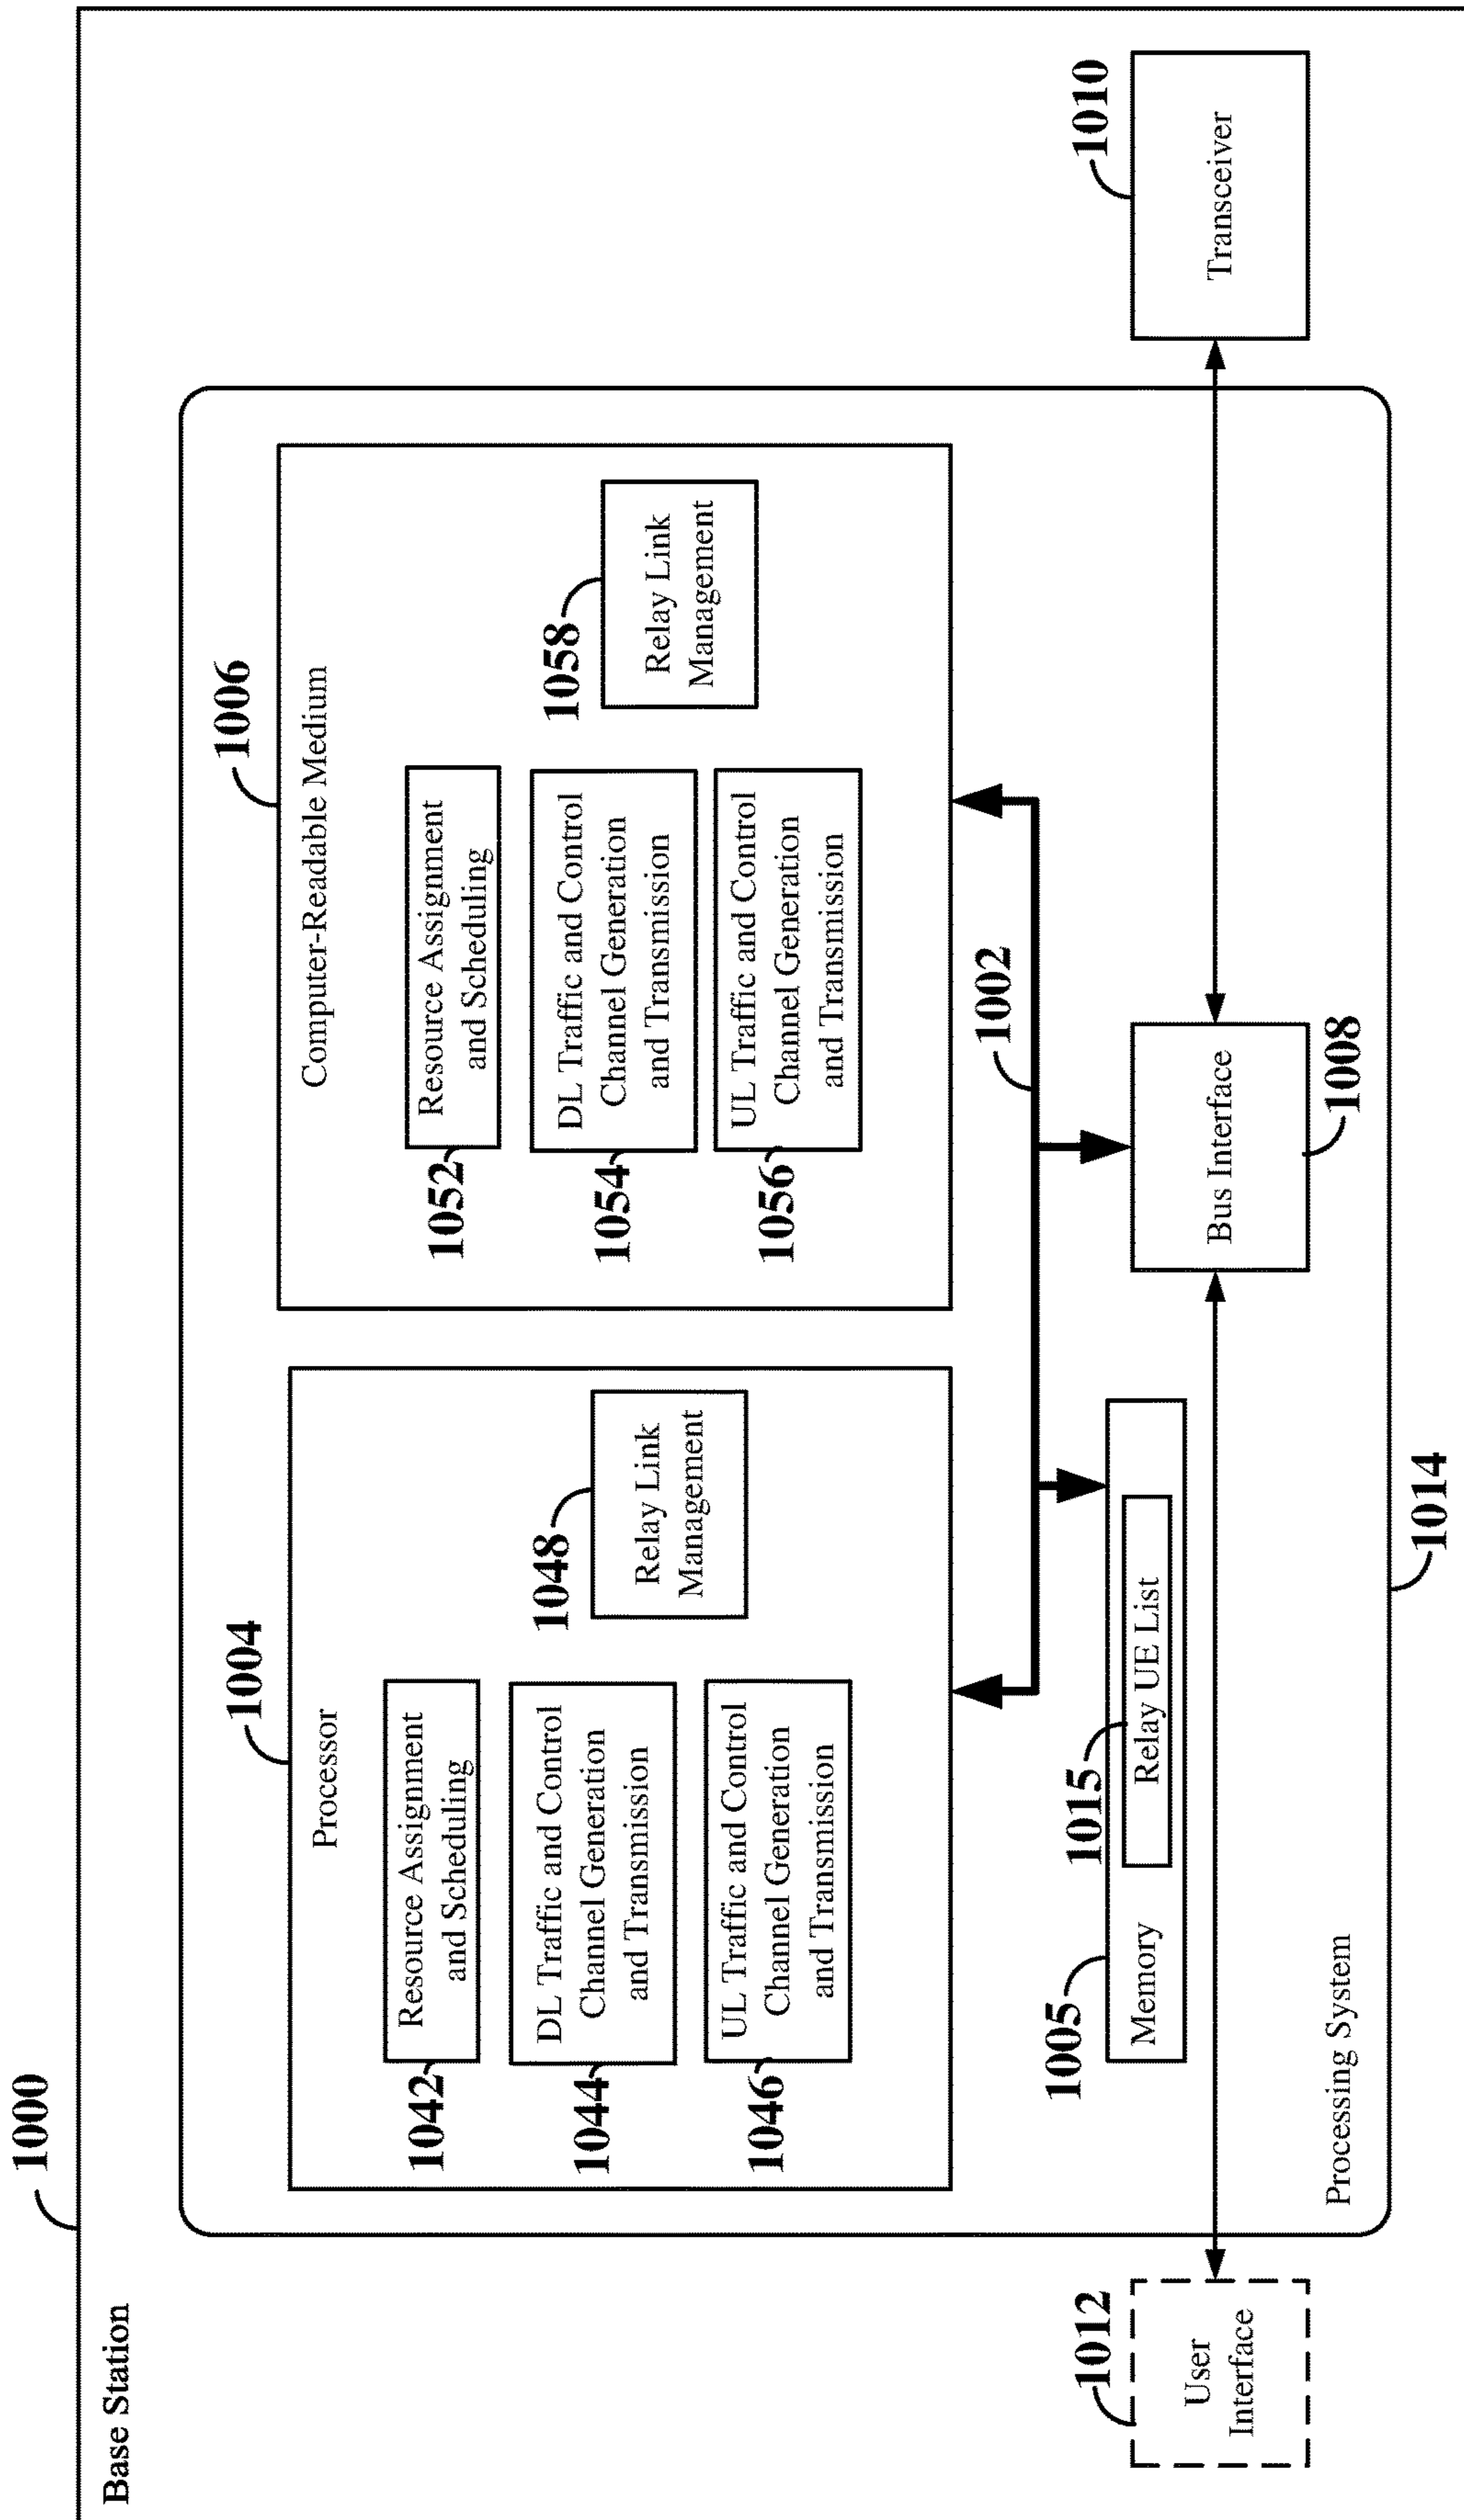 1000
Base Station
1004
Processor
1042
Resource Assignment
and Scheduling
1044
DL Traffic and Control
Channel Generation
and Transmission
1046
UL Traffic and Control
Channel Generation
and Transmission
1048
Relay Link
Management
1006
Computer-Readable Medium
1052
Resource Assignment
and Scheduling
1054
DL Traffic and Control
Channel Generation
and Transmission
1056
UL Traffic and Control
Channel Generation
and Transmission
1058
Relay Link
Management
1002
1005
Memory
1015
Relay UE List
1012
User
Interface
Bus Interface
1008
1010
Transceiver
Processing System
1014